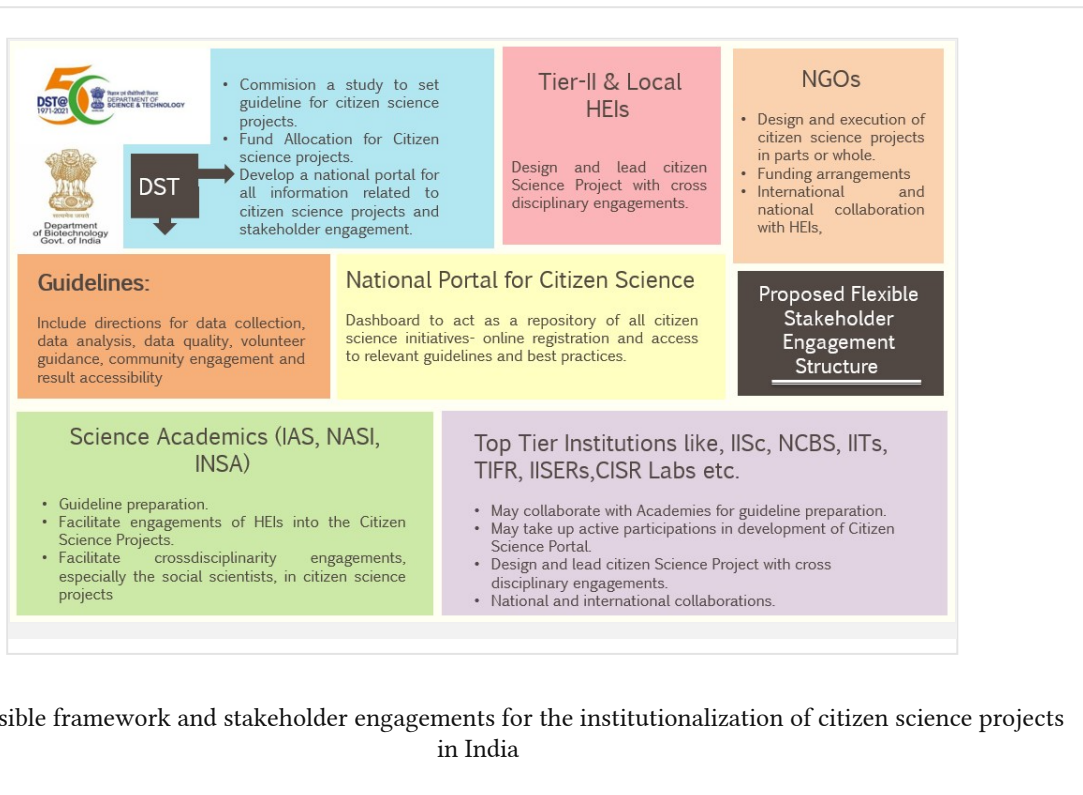 DST@
1971-2021
विज्ञान एवं प्रौद्योगिकी विभाग
DEPARTMENT OF
SCIENCE & TECHNOLOGY
सत्यमेव जयते
Department
of Biotechnology
Govt. of India
DST
• Commision a study to set
guideline for citizen science
projects.
• Fund Allocation for Citizen
science projects.
Develop a national portal for
all information related to
citizen science projects and
stakeholder engagement.
Tier-II & Local
HEIs
Design and lead citizen
Science Project with cross
disciplinary engagements.
NGOs
• Design and execution of
citizen science projects
in parts or whole.
• Funding arrangements
• International and
national collaboration
with HEIs,
Guidelines:
Include directions for data collection,
data analysis, data quality, volunteer
guidance, community engagement and
result accessibility
National Portal for Citizen Science
Dashboard to act as a repository of all citizen
science initiatives- online registration and access
to relevant guidelines and best practices.
Proposed Flexible
Stakeholder
Engagement
Structure
Science Academics (IAS, NASI,
INSA)
• Guideline preparation.
• Facilitate engagements of HEIs into the Citizen
Science Projects.
• Facilitate crossdisciplinarity engagements,
especially the social scientists, in citizen science
projects
Top Tier Institutions like, IISc, NCBS, IITs,
TIFR, IISERs,CISR Labs etc.
• May collaborate with Academies for guideline preparation.
• May take up active participations in development of Citizen
Science Portal.
• Design and lead citizen Science Project with cross
disciplinary engagements.
• National and international collaborations.
sible framework and stakeholder engagements for the institutionalization of citizen science projects
in India